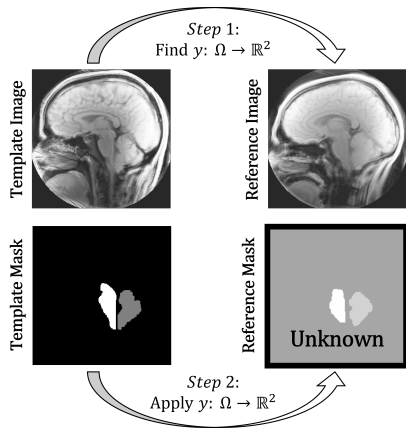 Step 1:
Find y: Ω → ℝ²
Template Image
Reference Image
Template Mask
Reference Mask
Unknown
Step 2:
Apply y: Ω → ℝ²